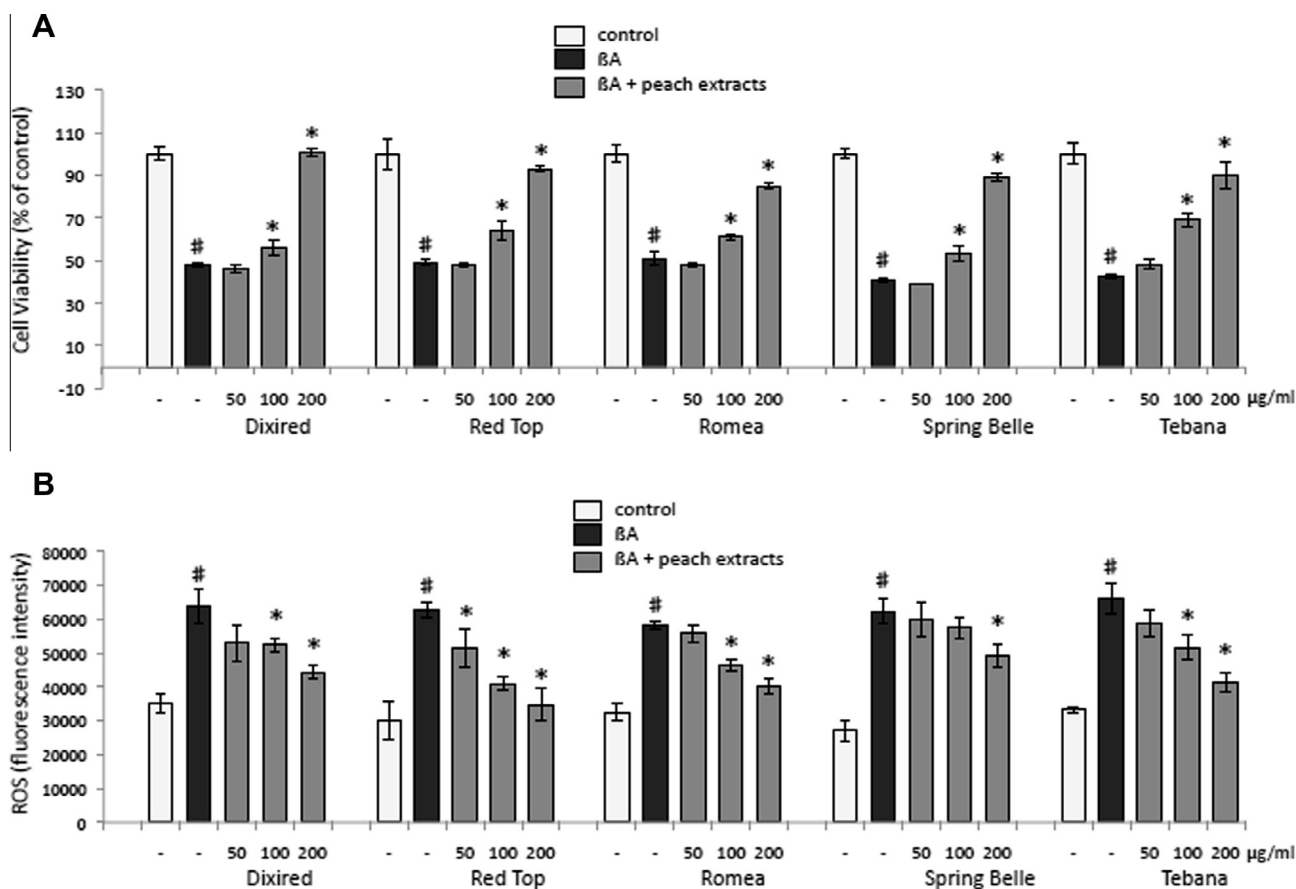 A
control
ßA
ßA + peach extracts
Cell Viability (% of control)
130
110
90
70
50
30
10
-10
# * * # * * # * * # * * # * *
- - 50 100 200 - - 50 100 200 - - 50 100 200 - - 50 100 200 - - 50 100 200 µg/ml
Dixired Red Top Romea Spring Belle Tebana
B
control
ßA
ßA + peach extracts
ROS (fluorescence intensity)
80000
70000
60000
50000
40000
30000
20000
10000
0
# * * # * * * # * * # * # * *
- - 50 100 200 - - 50 100 200 - - 50 100 200 - - 50 100 200 - - 50 100 200 µg/ml
Dixired Red Top Romea Spring Belle Tebana